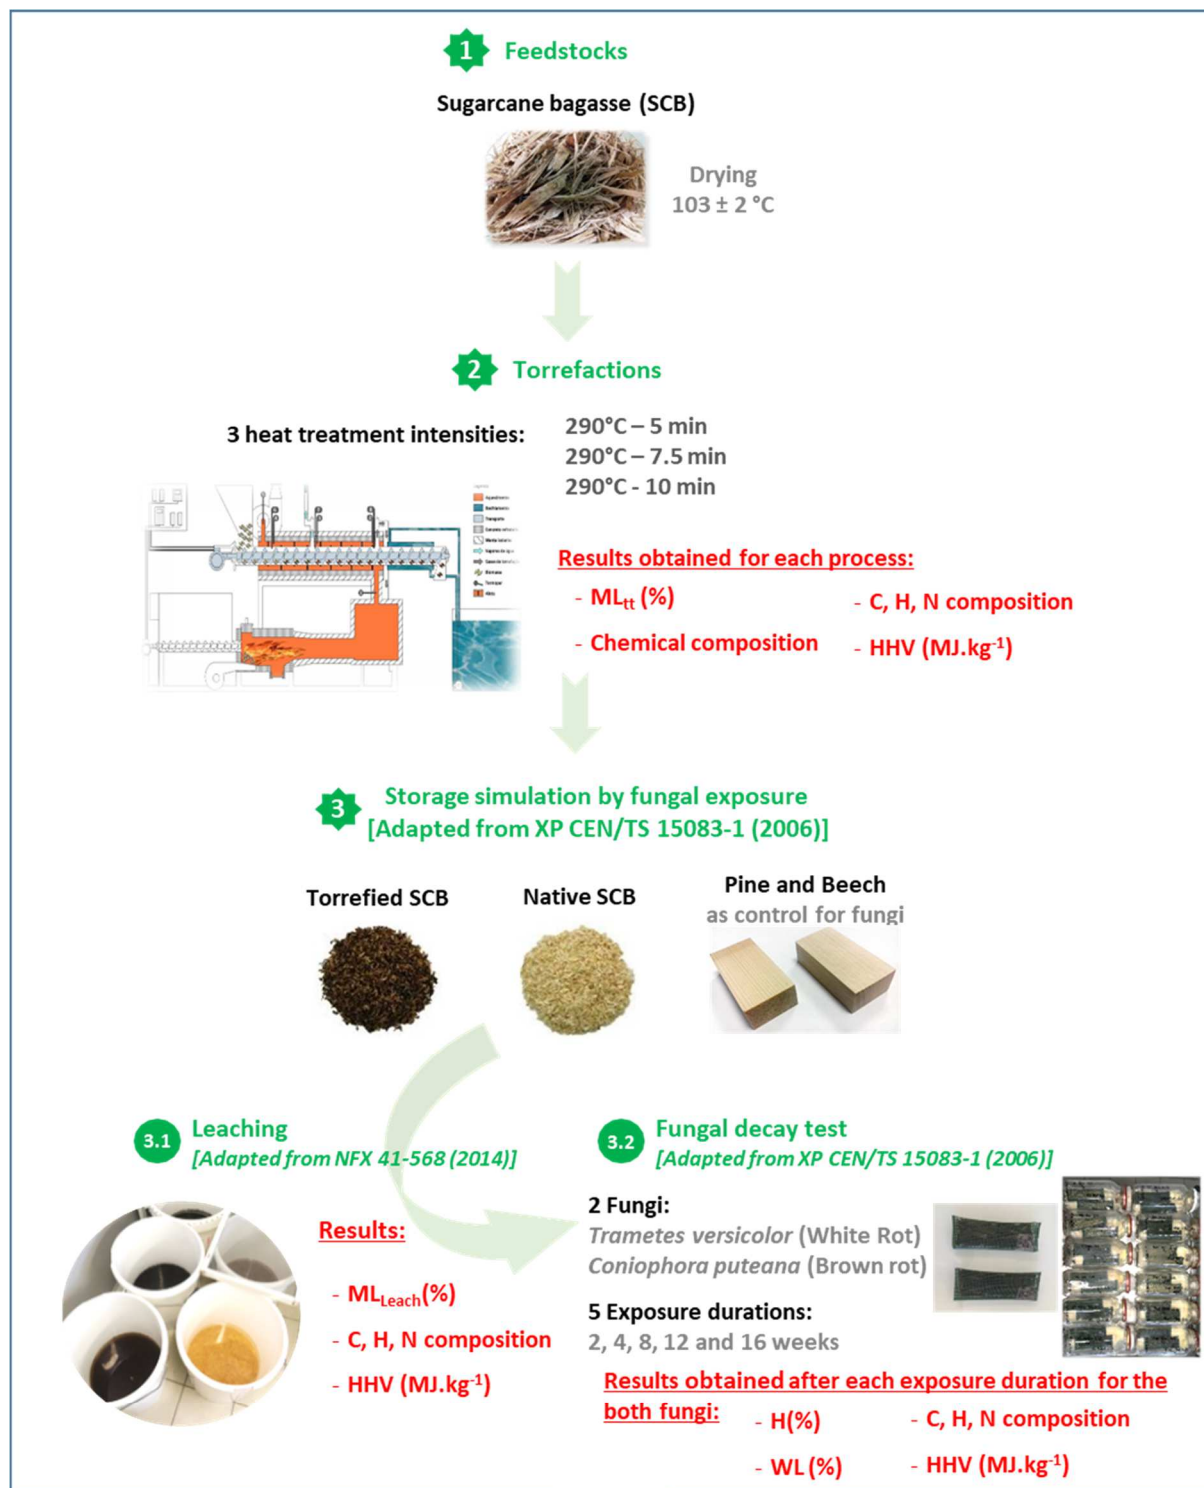 1 Feedstocks
Sugarcane bagasse (SCB)
Drying
103 ± 2 °C
2 Torrefactions
3 heat treatment intensities:
290°C – 5 min
290°C – 7.5 min
290°C - 10 min
Results obtained for each process:
- ML_tt (%)
- C, H, N composition
- Chemical composition
- HHV (MJ.kg⁻¹)
3 Storage simulation by fungal exposure
[Adapted from XP CEN/TS 15083-1 (2006)]
Torrefied SCB
Native SCB
Pine and Beech
as control for fungi
3.1 Leaching
[Adapted from NFX 41-568 (2014)]
Results:
- ML_Leach(%)
- C, H, N composition
- HHV (MJ.kg⁻¹)
3.2 Fungal decay test
[Adapted from XP CEN/TS 15083-1 (2006)]
2 Fungi:
Trametes versicolor (White Rot)
Coniophora puteana (Brown rot)
5 Exposure durations:
2, 4, 8, 12 and 16 weeks
Results obtained after each exposure duration for the
both fungi:
- H(%)
- C, H, N composition
- WL (%)
- HHV (MJ.kg⁻¹)